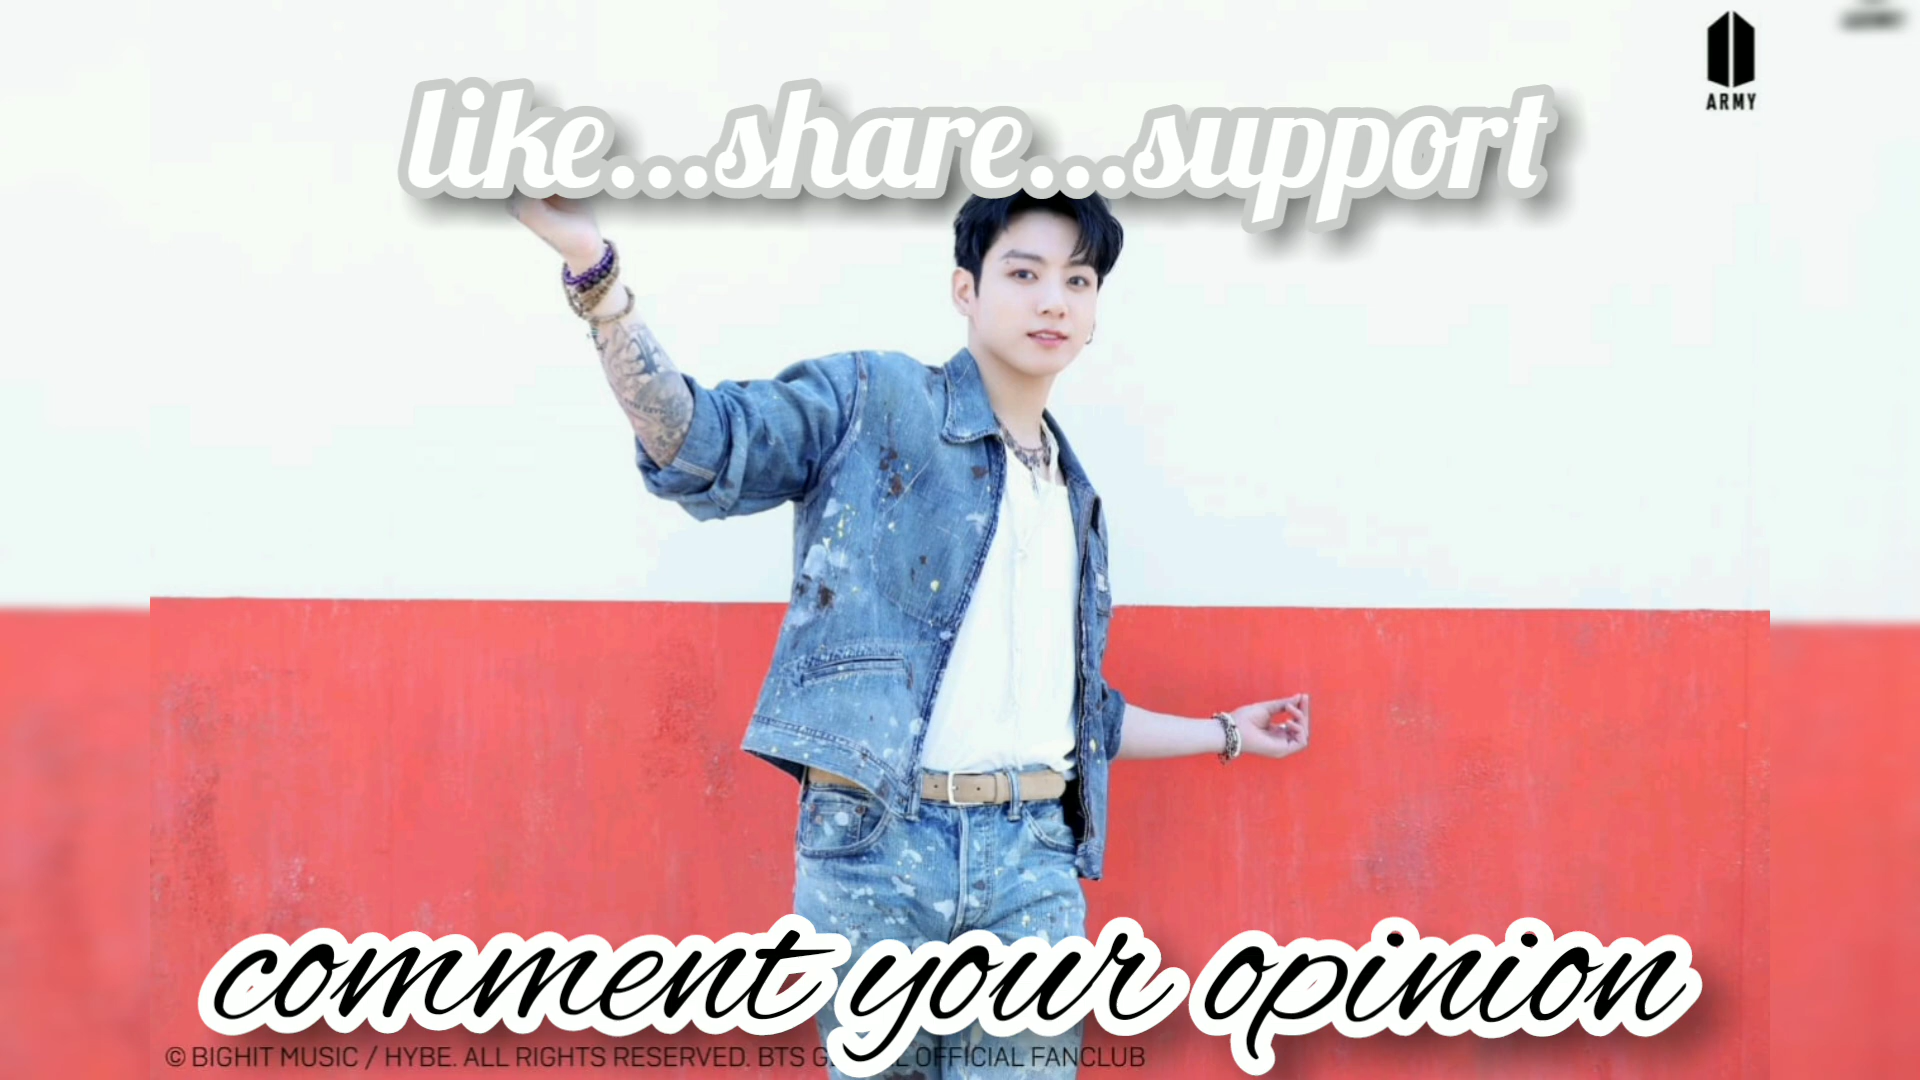 ARMY
like...share...support
comment your opinion
© BIGHIT MUSIC / HYBE. ALL RIGHTS RESERVED. BTS OFFICIAL FANCLUB